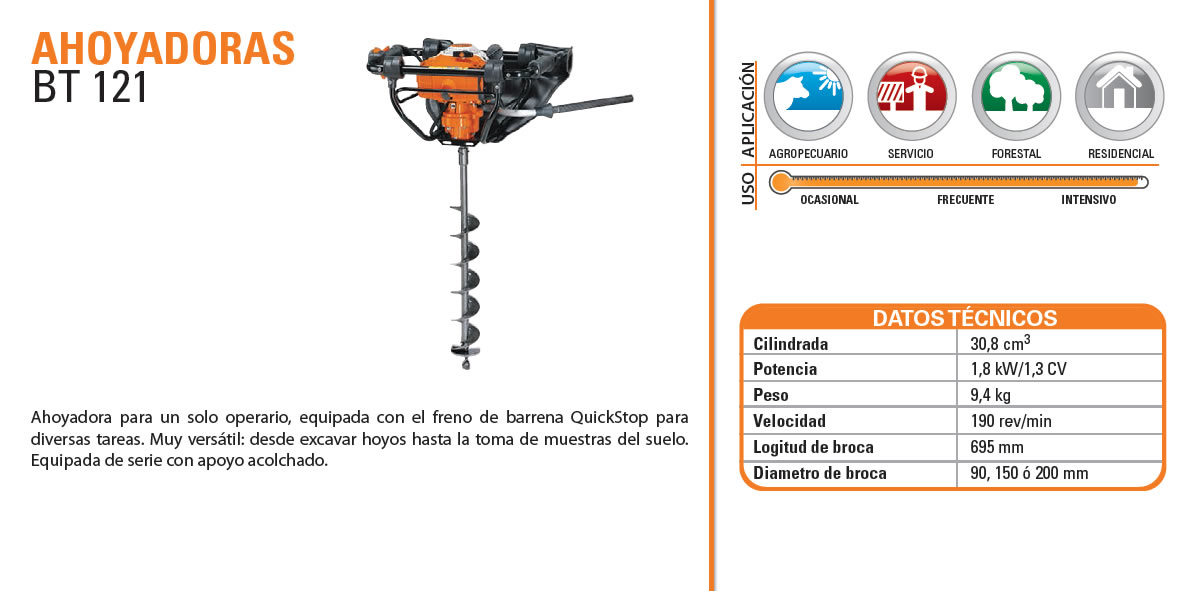 AHOYADORAS
BT 121
Ahoyadora para un solo operario, equipada con el freno de barrena QuickStop para
diversas tareas. Muy versátil: desde excavar hoyos hasta la toma de muestras del suelo.
Equipada de serie con apoyo acolchado.
APLICACIÓN
AGROPECUARIO SERVICIO FORESTAL RESIDENCIAL
USO
OCASIONAL FRECUENTE INTENSIVO
DATOS TÉCNICOS
Cilindrada 30,8 cm³
Potencia 1,8 kW/1,3 CV
Peso 9,4 kg
Velocidad 190 rev/min
Logitud de broca 695 mm
Diametro de broca 90, 150 ó 200 mm